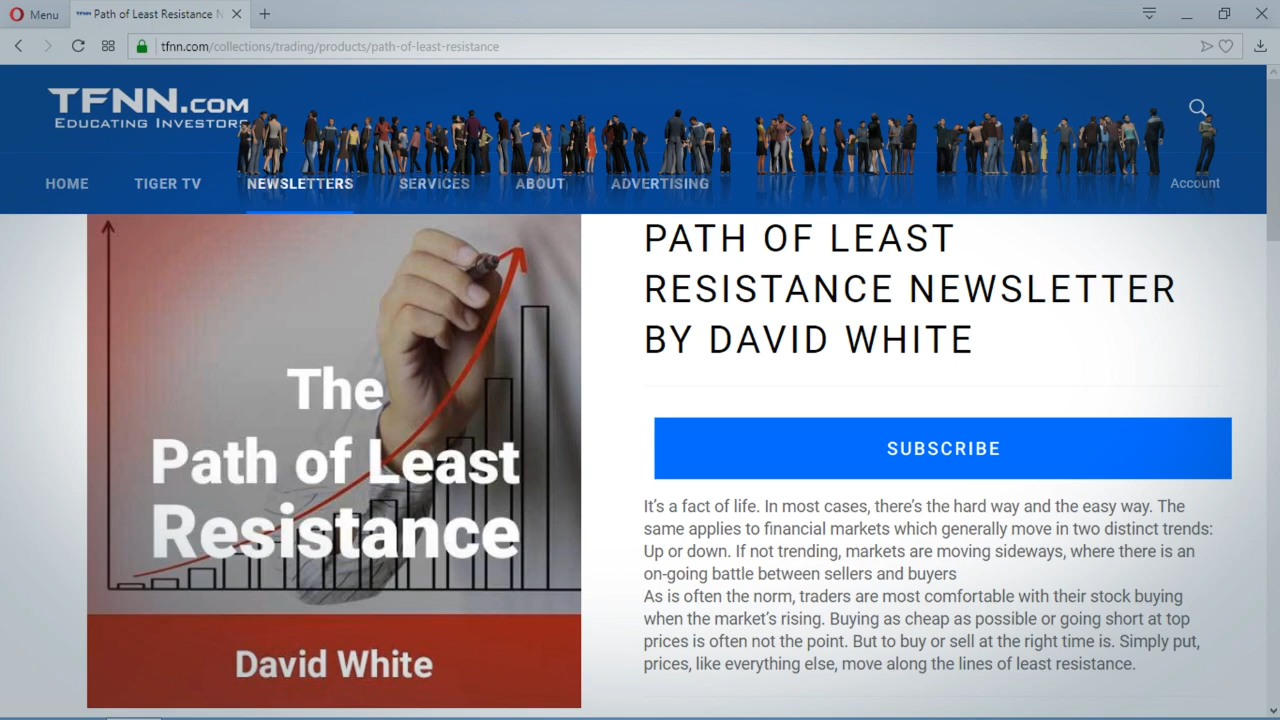 Menu
Path of Least Resistance N
tfnn.com/collections/trading/products/path-of-least-resistance
TFNN.COM
EDUCATING INVESTORS
HOME
TIGER TV
NEWSLETTERS
SERVICES
ABOUT
ADVERTISING
Account
The
Path of Least
Resistance
David White
PATH OF LEAST
RESISTANCE NEWSLETTER
BY DAVID WHITE
SUBSCRIBE
It’s a fact of life. In most cases, there’s the hard way and the easy way. The
same applies to financial markets which generally move in two distinct trends:
Up or down. If not trending, markets are moving sideways, where there is an
on-going battle between sellers and buyers
As is often the norm, traders are most comfortable with their stock buying
when the market’s rising. Buying as cheap as possible or going short at top
prices is often not the point. But to buy or sell at the right time is. Simply put,
prices, like everything else, move along the lines of least resistance.